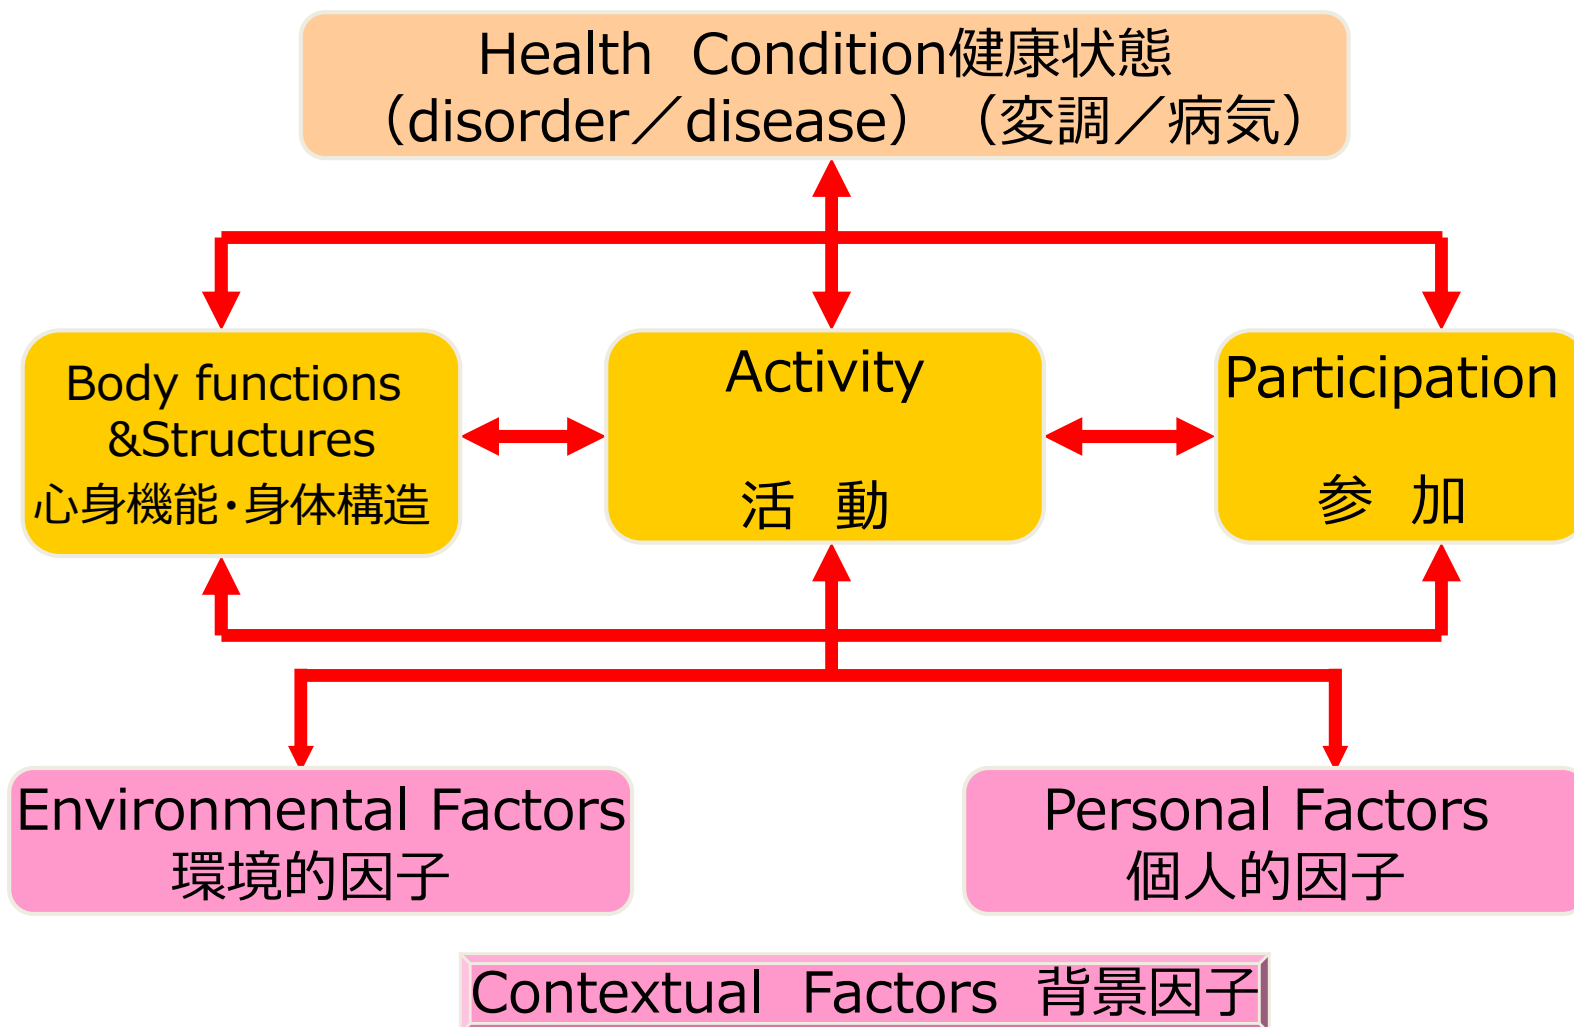 Health Condition健康状態
（disorder／disease）（変調／病気）
Body functions
&Structures
心身機能・身体構造
Activity
活 動
Participation
参 加
Environmental Factors
環境的因子
Personal Factors
個人的因子
Contextual Factors 背景因子